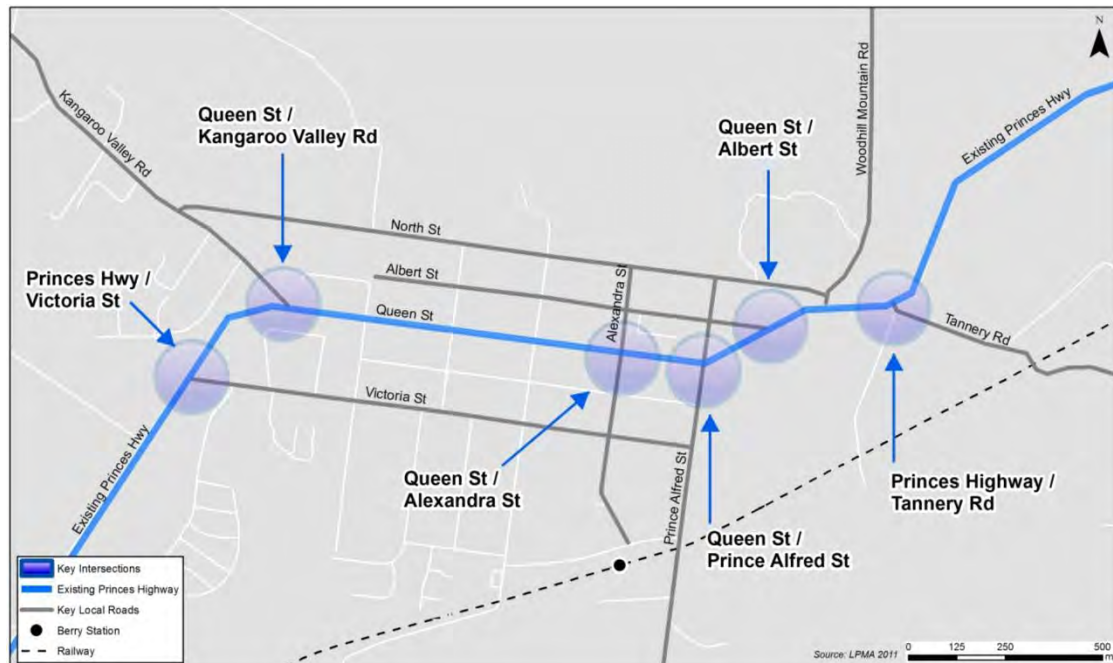 N
Kangaroo Valley Rd
Queen St /
Kangaroo Valley Rd
Queen St /
Albert St
Woodhill Mountain Rd
Existing Princes Hwy
North St
Princes Hwy /
Victoria St
Albert St
Alexandra St
Queen St
Tannery Rd
Victoria St
Queen St /
Alexandra St
Prince Alfred St
Princes Highway /
Tannery Rd
Existing Princes Hwy
Queen St /
Prince Alfred St
Key Intersections
Existing Princes Highway
Key Local Roads
Berry Station
Railway
Source: LPMA 2011
0 125 250 500
m